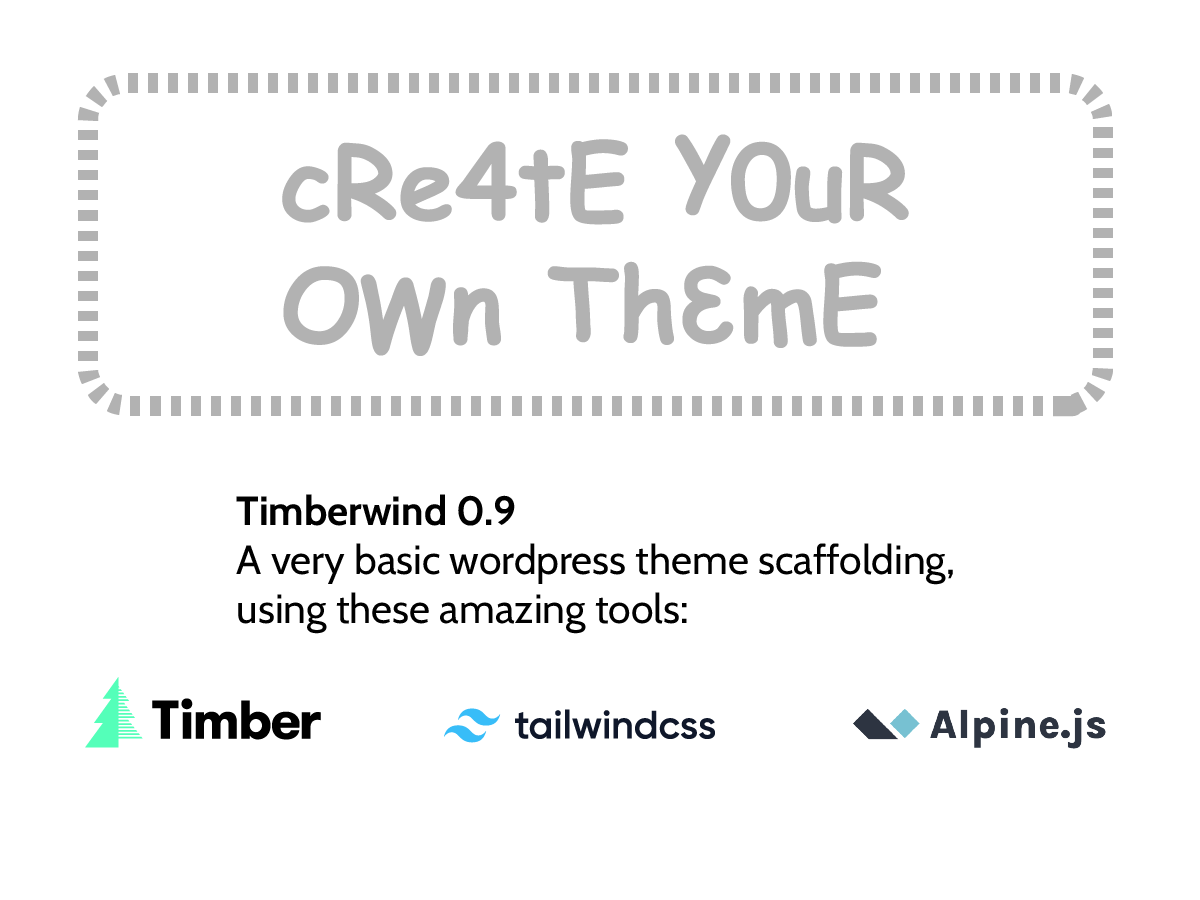 cRe4tE YOuR
OWn ThƐmE
Timberwind 0.9
A very basic wordpress theme scaffolding,
using these amazing tools:
Timber
tailwindcss
Alpine.js